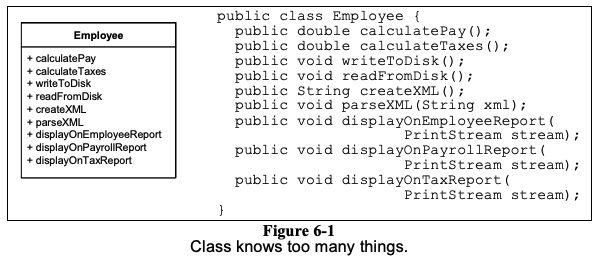 Employee
+ calculatePay
+ calculateTaxes
+ writeToDisk
+ readFromDisk
+ createXML
+ parseXML
+ displayOnEmployeeReport
+ displayOnPayrollReport
+ displayOnTaxReport
public class Employee {
public double calculatePay();
public double calculateTaxes();
public void writeToDisk();
public void readFromDisk();
public String createXML();
public void parseXML(String xml);
public void displayOnEmployeeReport(
PrintStream stream);
public void displayOnPayrollReport(
PrintStream stream);
public void displayOnTaxReport(
PrintStream stream);
}
Figure 6-1
Class knows too many things.